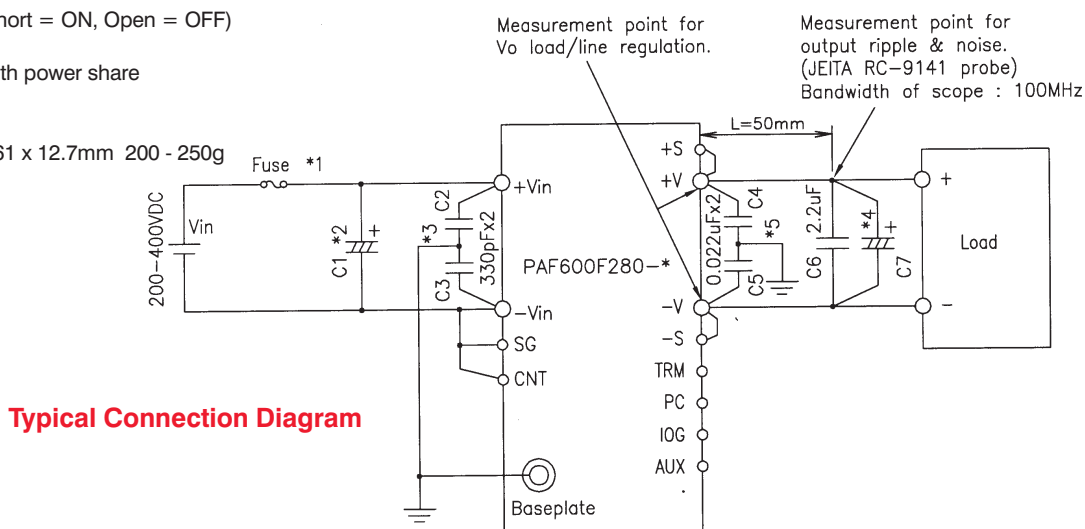 hort = ON, Open = OFF)
th power share
61 x 12.7mm 200 - 250g
Measurement point for
Vo load/line regulation.
Measurement point for
output ripple & noise.
(JEITA RC-9141 probe)
Bandwidth of scope : 100MHz
L=50mm
Fuse *1
200-400VDC
Vin
C1 *2
+Vin
C2
*3
330pFx2
C3
-Vin
SG
CNT
PAF600F280-*
+S
+V
C4
0.022uFx2
*5
C5
-V
-S
TRM
PC
IOG
AUX
2.2uF
C6
*4
+
C7
+
Load
-
+
Baseplate
Typical Connection Diagram